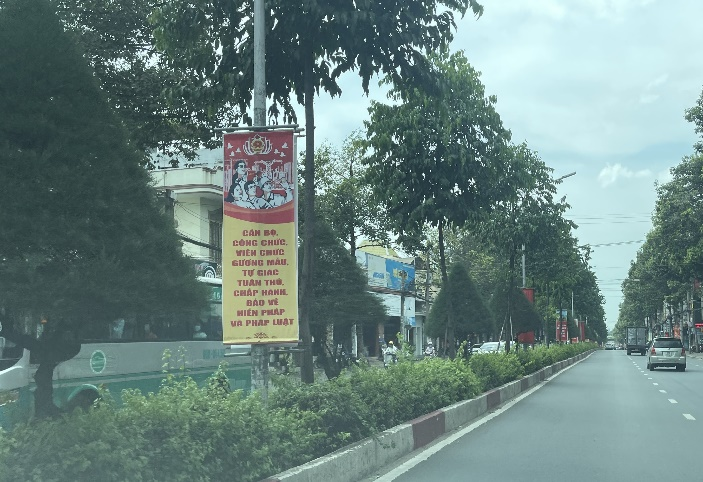 CÁN BỘ,
CÔNG CHỨC,
VIÊN CHỨC
GƯƠNG MẪU,
TỰ GIÁC
TUÂN THỦ,
CHẤP HÀNH,
BẢO VỆ
HIẾN PHÁP
VÀ PHÁP LUẬT